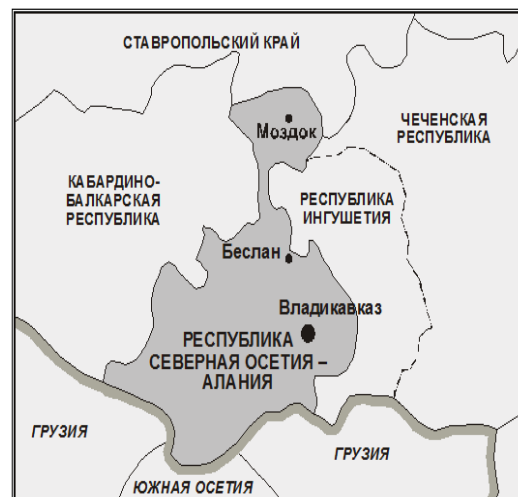 СТАВРОПОЛЬСКИЙ КРАЙ
Моздок
ЧЕЧЕНСКАЯ
РЕСПУБЛИКА
КАБАРДИНО-
БАЛКАРСКАЯ
РЕСПУБЛИКА
РЕСПУБЛИКА
ИНГУШЕТИЯ
Беслан
Владикавказ
РЕСПУБЛИКА
СЕВЕРНАЯ ОСЕТИЯ –
АЛАНИЯ
ГРУЗИЯ
ГРУЗИЯ
ЮЖНАЯ ОСЕТИЯ